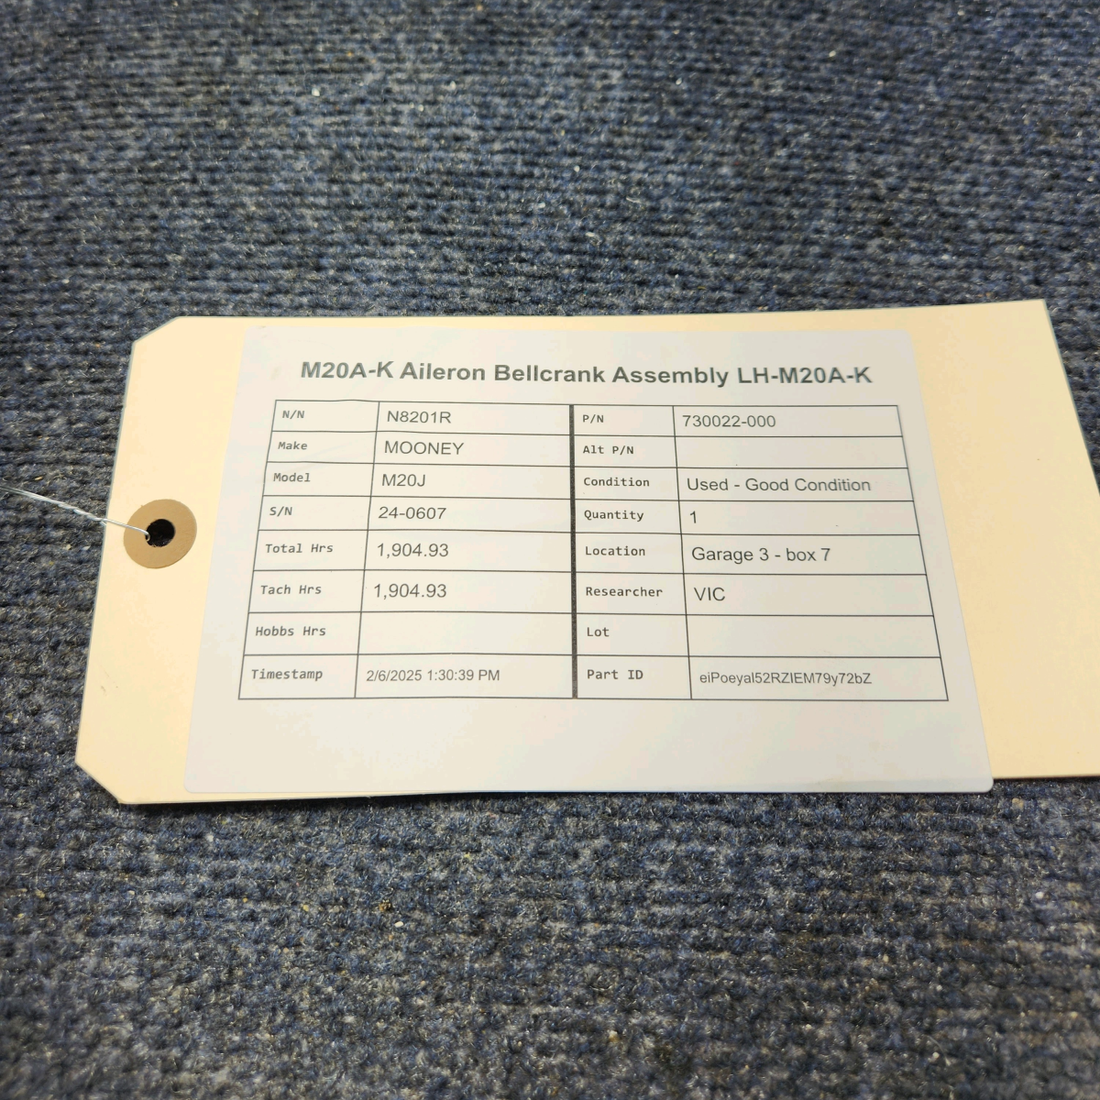 M20A-K Aileron Bellcrank Assembly LH-M20A-K
N/N N8201R P/N 730022-000
Make MOONEY Alt P/N
Model M20J Condition Used - Good Condition
S/N 24-0607 Quantity 1
Total Hrs 1,904.93 Location Garage 3 - box 7
Tach Hrs 1,904.93 Researcher VIC
Hobbs Hrs Lot
Timestamp 2/6/2025 1:30:39 PM Part ID eiPoeyal52RZIEM79y72bZ